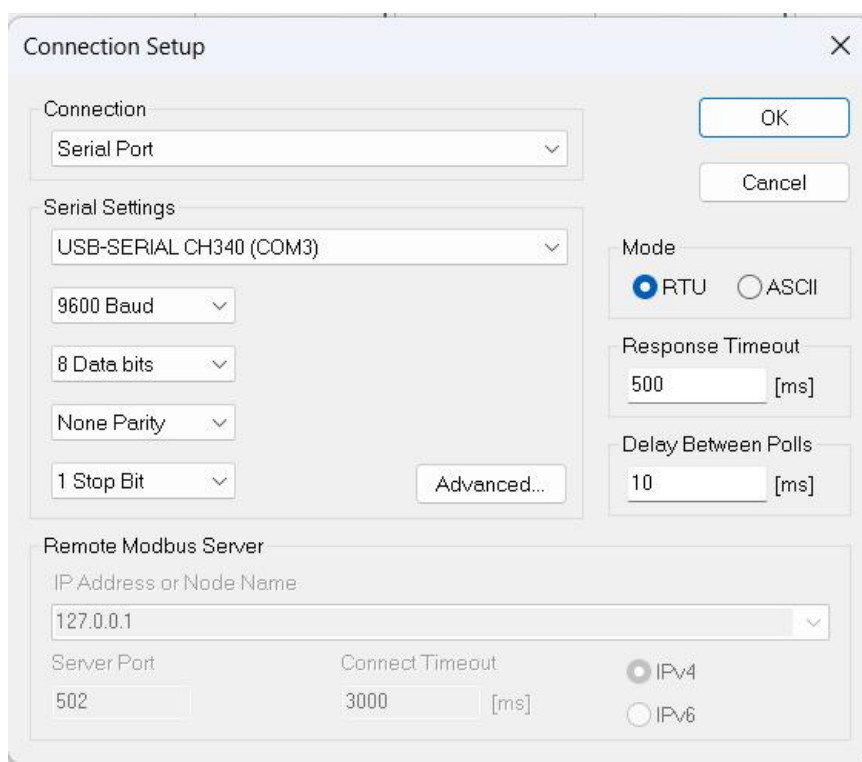 Connection Setup
Connection
Serial Port
OK
Cancel
Serial Settings
USB-SERIAL CH340 (COM3)
9600 Baud
8 Data bits
None Parity
1 Stop Bit
Advanced...
Mode
RTU
ASCII
Response Timeout
500 [ms]
Delay Between Polls
10 [ms]
Remote Modbus Server
IP Address or Node Name
127.0.0.1
Server Port
Connect Timeout
502
3000 [ms]
IPv4
IPv6